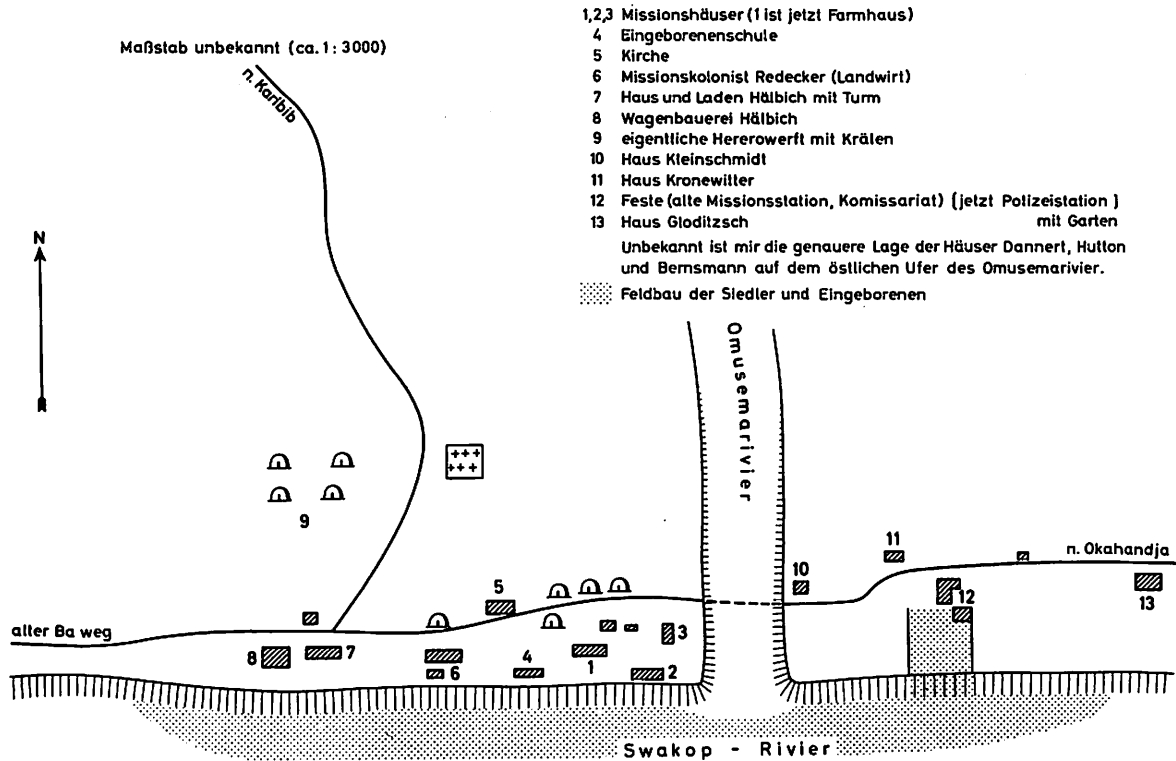 1,2,3 Missionshäuser (1 ist jetzt Farmhaus)
4 Eingeborenenschule
5 Kirche
6 Missionskolonist Redecker (Landwirt)
7 Haus und Laden Hälbich mit Turm
8 Wagenbauerei Hälbich
9 eigentliche Hererowerft mit Krälen
10 Haus Kleinschmidt
11 Haus Kronewitter
12 Feste (alte Missionsstation, Komissariat) [jetzt Polizeistation]
13 Haus Gloditzsch mit Garten
Unbekannt ist mir die genauere Lage der Häuser Dannert, Hutton
und Bernsmann auf dem östlichen Ufer des Omusemarivier.
Feldbau der Siedler und Eingeborenen
Maßstab unbekannt (ca. 1:3000)
n. Karibib
N
Omusemarivier
9
11
n. Okahandja
10
5
12
13
alter Ba weg
3
8
7
6
4
1
2
Swakop - Rivier